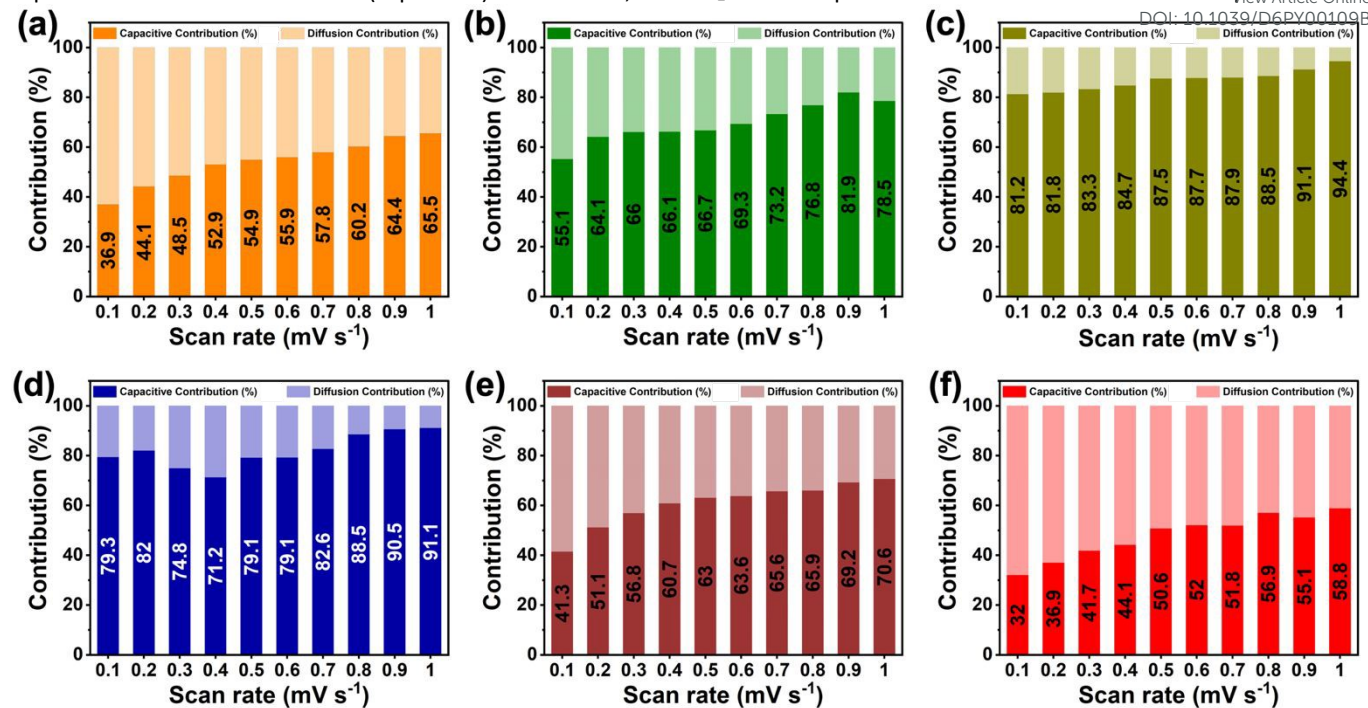 View Article Online
DOI: 10.1039/D6PY00109B
(a)
Capacitive Contribution (%) Diffusion Contribution (%)
Contribution (%)
100
80
60
40
20
0
36.9 44.1 48.5 52.9 54.9 55.9 57.8 60.2 64.4 65.5
0.1 0.2 0.3 0.4 0.5 0.6 0.7 0.8 0.9 1
Scan rate (mV s⁻¹)
(b)
Capacitive Contribution (%) Diffusion Contribution (%)
Contribution (%)
100
80
60
40
20
0
55.1 64.1 66 66.1 66.7 69.3 73.2 76.8 81.9 78.5
0.1 0.2 0.3 0.4 0.5 0.6 0.7 0.8 0.9 1
Scan rate (mV s⁻¹)
(c)
Capacitive Contribution (%) Diffusion Contribution (%)
Contribution (%)
100
80
60
40
20
0
81.2 81.8 83.3 84.7 87.5 87.7 87.9 88.5 91.1 94.4
0.1 0.2 0.3 0.4 0.5 0.6 0.7 0.8 0.9 1
Scan rate (mV s⁻¹)
(d)
Capacitive Contribution (%) Diffusion Contribution (%)
Contribution (%)
100
80
60
40
20
0
79.3 82 74.8 71.2 79.1 79.1 82.6 88.5 90.5 91.1
0.1 0.2 0.3 0.4 0.5 0.6 0.7 0.8 0.9 1
Scan rate (mV s⁻¹)
(e)
Capacitive Contribution (%) Diffusion Contribution (%)
Contribution (%)
100
80
60
40
20
0
41.3 51.1 56.8 60.7 63 63.6 65.6 65.9 69.2 70.6
0.1 0.2 0.3 0.4 0.5 0.6 0.7 0.8 0.9 1
Scan rate (mV s⁻¹)
(f)
Capacitive Contribution (%) Diffusion Contribution (%)
Contribution (%)
100
80
60
40
20
0
32 36.9 41.7 44.1 50.6 52 51.8 56.9 55.1 58.8
0.1 0.2 0.3 0.4 0.5 0.6 0.7 0.8 0.9 1
Scan rate (mV s⁻¹)